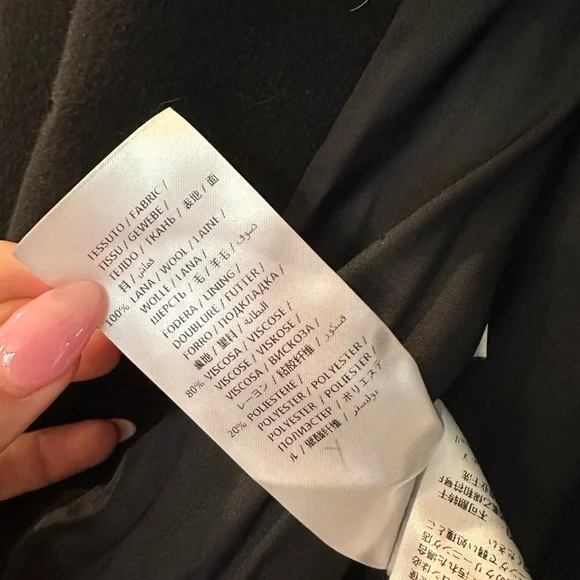 TESSUTO / FABRIC /
TISSU / GEWEBE /
TEJIDO / TKAHЬ / 表地 / 面
料 / قماش
100% LANA / WOOL / LAINE /
WOLLE / LANA /
ШЕРСТЬ / 毛 / 羊毛 / صوف
FODERA / LINING /
DOUBLURE / FUTTER /
FORRO / ПОДКЛАДКА /
裏地 / 里料 / البطانة
80% VISCOSA / VISCOSE /
VISCOSE / VISKOSE /
VISCOSA / ВИСКОЗА /
レーヨン / 粘胶纤维 / فسكوز
20% POLIESTERE /
POLYESTER / POLYESTER /
POLYESTER / POLIÉSTER /
ПОЛИЭСТЕР / ポリエステ
ル / 聚酯纤维 / بوليستر